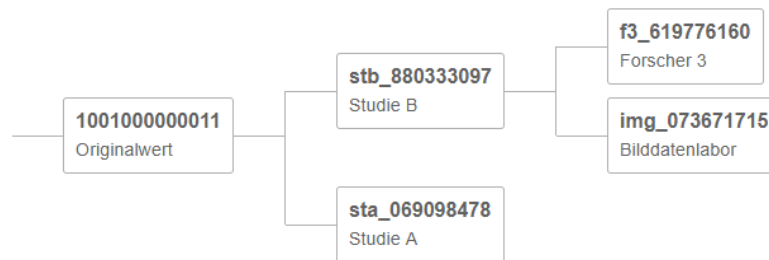 1001000000011
Originalwert
stb_880333097
Studie B
sta_069098478
Studie A
f3_619776160
Forscher 3
img_073671715
Bilddatenlabor